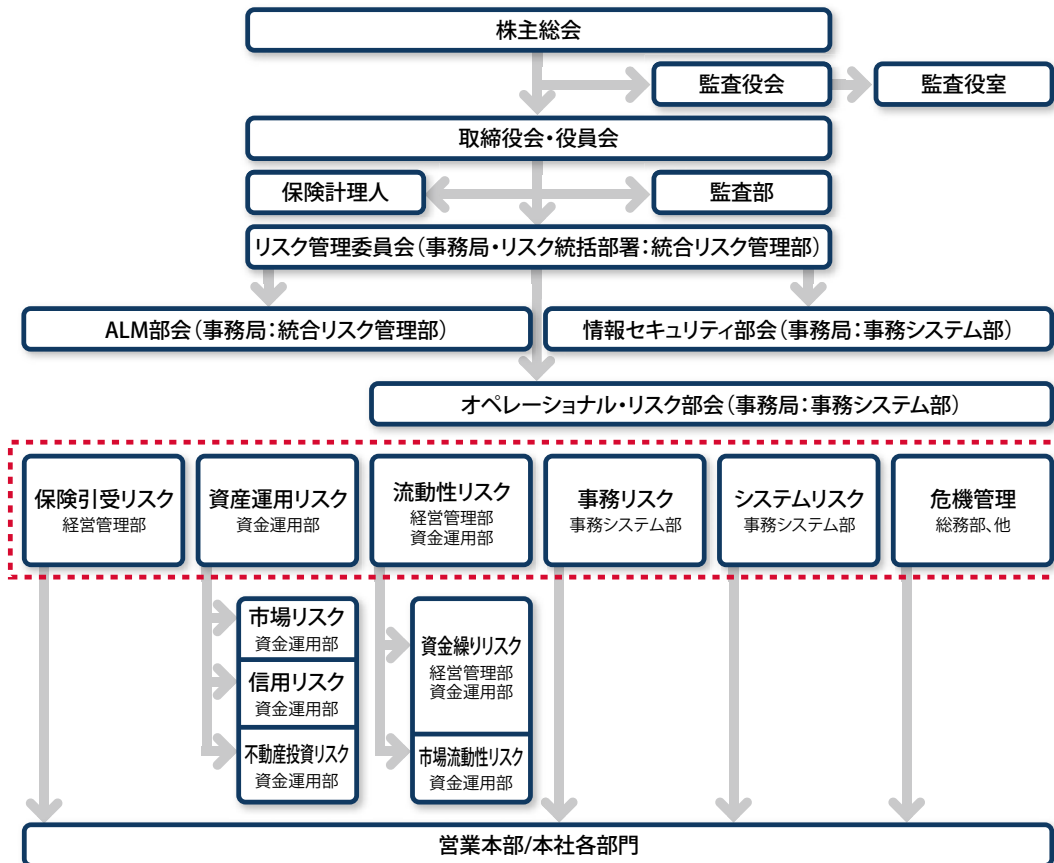 株主総会
監査役会
監査役室
取締役会・役員会
保険計理人
監査部
リスク管理委員会(事務局・リスク統括部署:統合リスク管理部)
ALM部会(事務局:統合リスク管理部)
情報セキュリティ部会(事務局:事務システム部)
オペレーショナル・リスク部会(事務局:事務システム部)
保険引受リスク
経営管理部
資産運用リスク
資金運用部
流動性リスク
経営管理部
資金運用部
事務リスク
事務システム部
システムリスク
事務システム部
危機管理
総務部、他
市場リスク
資金運用部
信用リスク
資金運用部
不動産投資リスク
資金運用部
資金繰りリスク
経営管理部
資金運用部
市場流動性リスク
資金運用部
営業本部/本社各部門